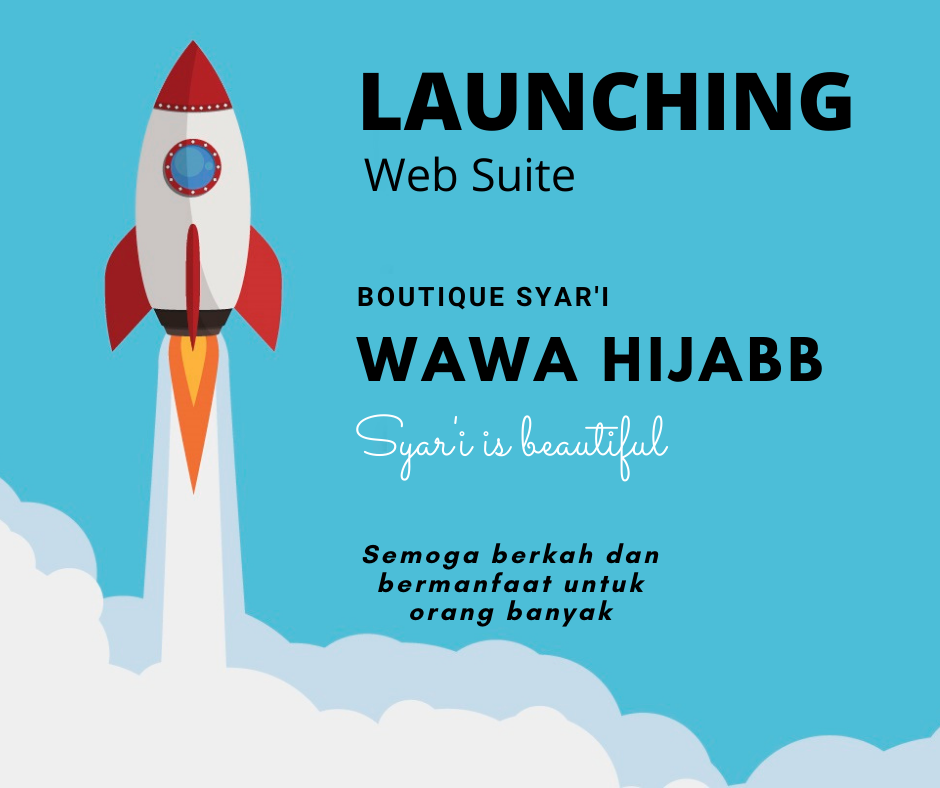 LAUNCHING
Web Suite
BOUTIQUE SYAR'I
WAWA HIJABB
Syar'i is beautiful
Semoga berkah dan
bermanfaat untuk
orang banyak